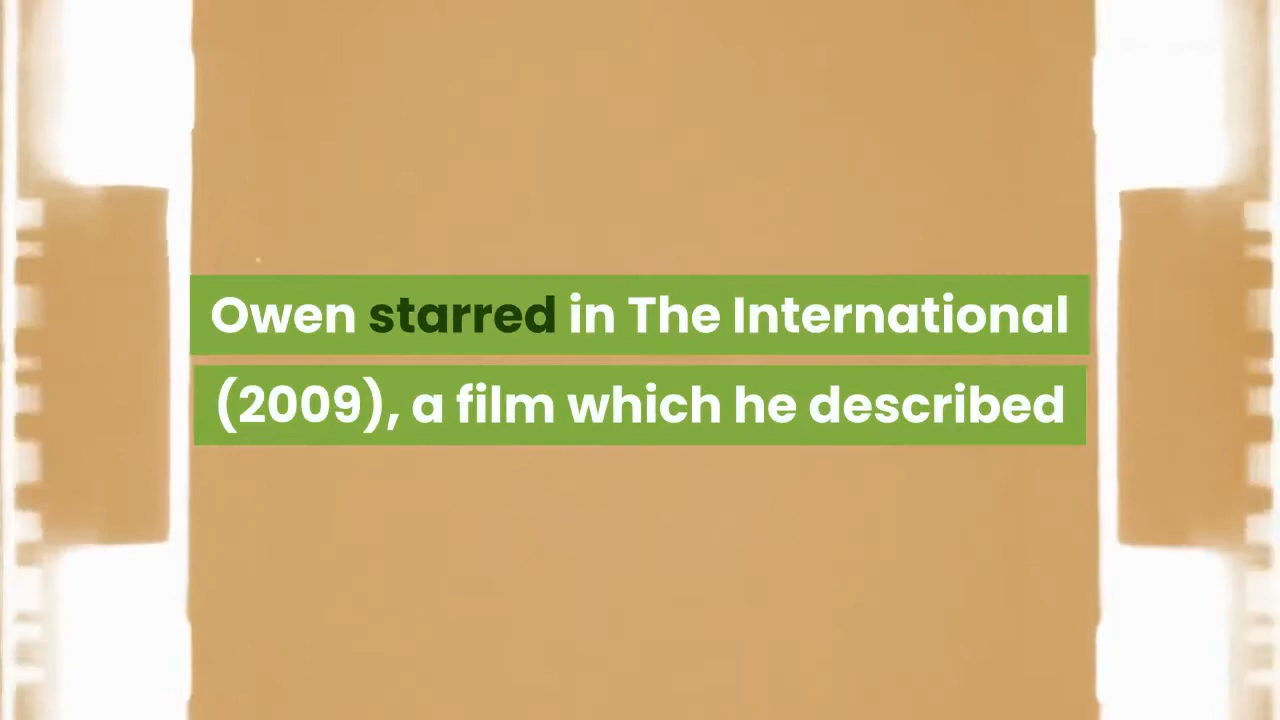 Owen starred in The International
(2009), a film which he described